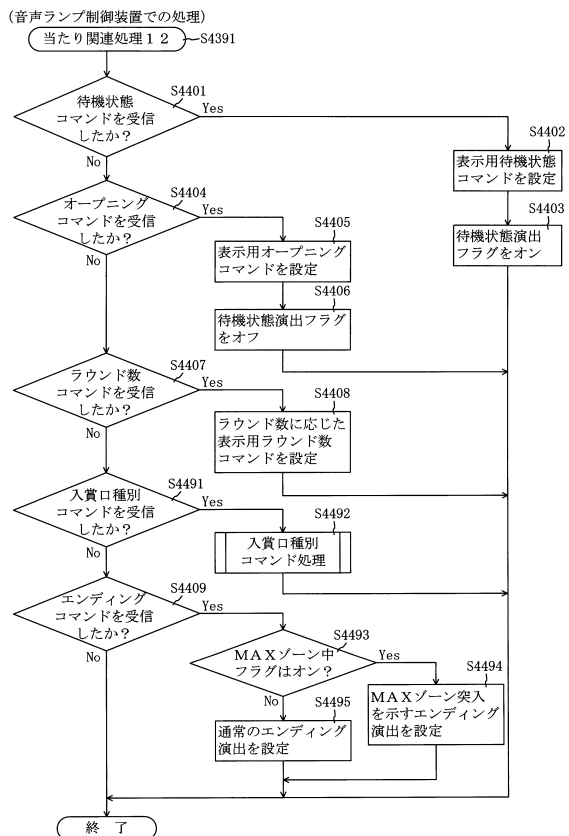 (音声ランプ制御装置での処理)
当たり関連処理12
S4391
S4401
待機状態
コマンドを受信
したか?
Yes
No
S4402
表示用待機状態
コマンドを設定
S4403
待機状態演出
フラグをオン
S4404
オープニング
コマンドを受信
したか?
Yes
No
S4405
表示用オープニング
コマンドを設定
S4406
待機状態演出フラグ
をオフ
S4407
ラウンド数
コマンドを受信
したか?
Yes
No
S4408
ラウンド数に応じた
表示用ラウンド数
コマンドを設定
S4491
入賞口種別
コマンドを受信
したか?
Yes
No
S4492
入賞口種別
コマンド処理
S4409
エンディング
コマンドを受信
したか?
Yes
No
S4493
MAXゾーン中
フラグはオン?
Yes
No
S4494
MAXゾーン突入
を示すエンディング
演出を設定
S4495
通常のエンディング
演出を設定
終 了